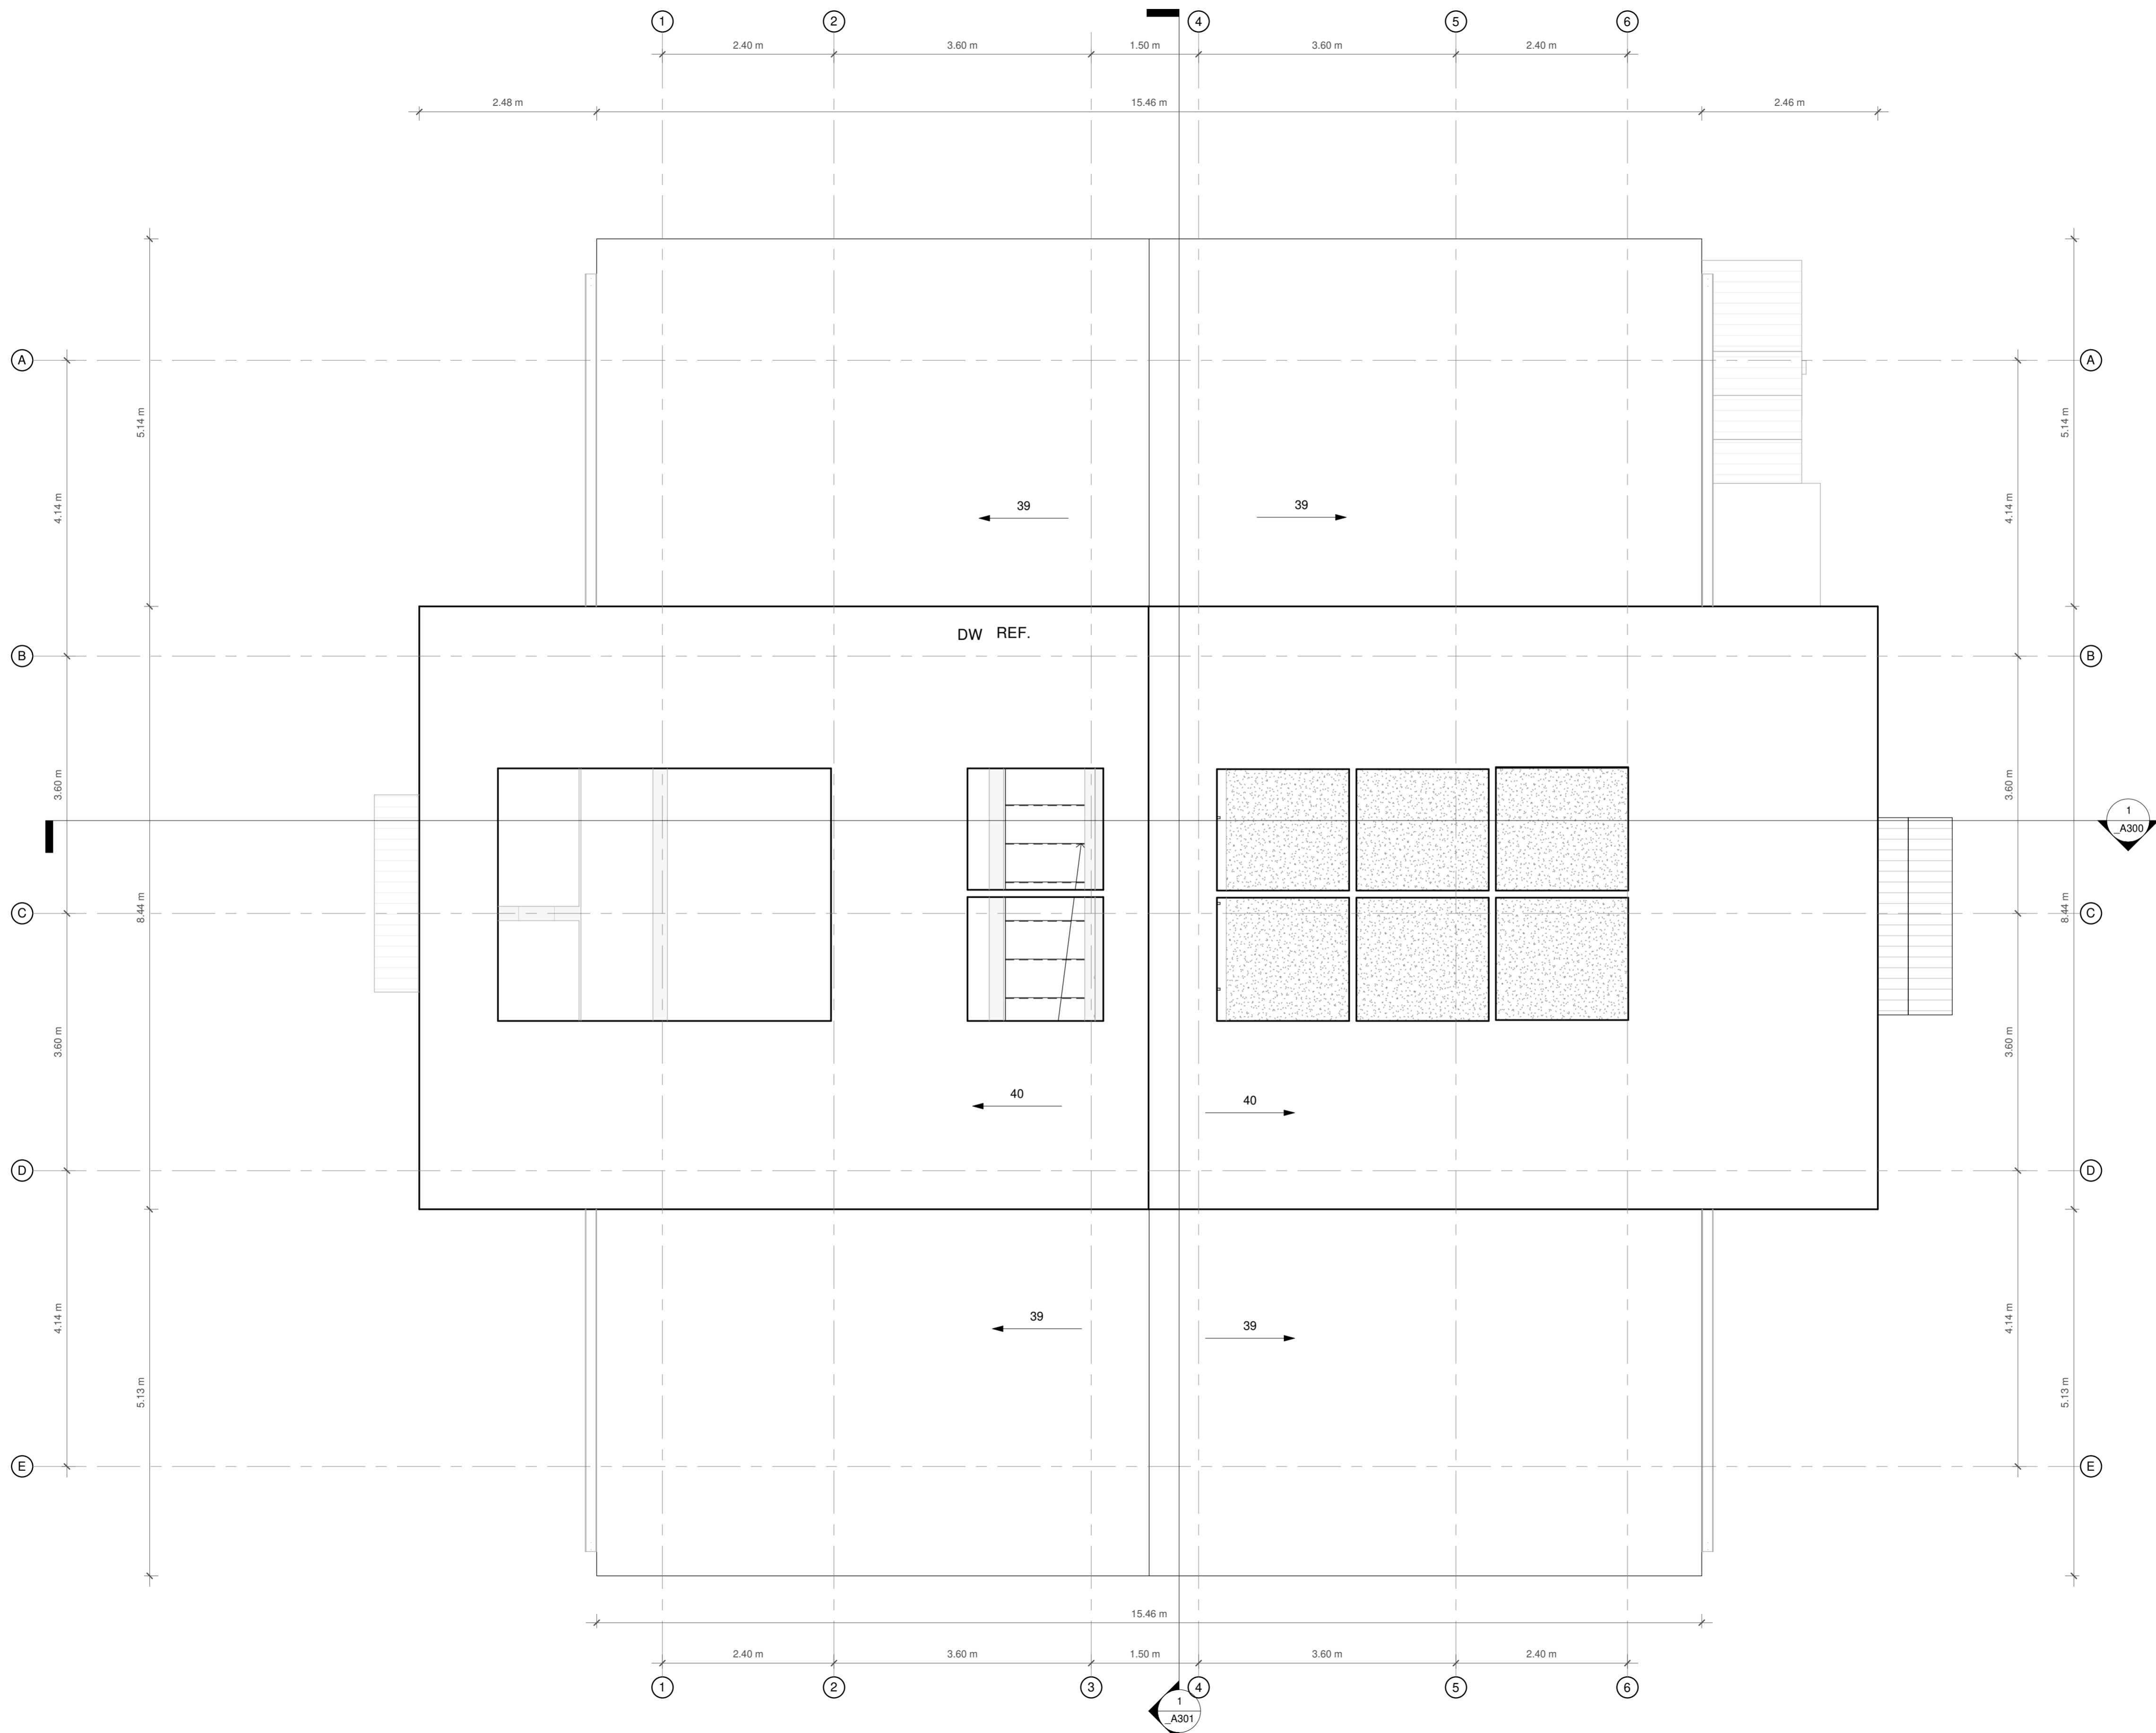 1 2 4 5 6
2.40 m 3.60 m 1.50 m 3.60 m 2.40 m
2.48 m 15.46 m 2.46 m
A A
5.14 m 5.14 m
4.14 m 4.14 m
39 39
DW REF.
B B
3.60 m 3.60 m
1
_A300
8.44 m 8.44 m
C C
3.60 m 3.60 m
40 40
D D
4.14 m 4.14 m
39 39
5.13 m 5.13 m
E E
15.46 m
2.40 m 3.60 m 1.50 m 3.60 m 2.40 m
1 2 3 4 5 6
1
_A301